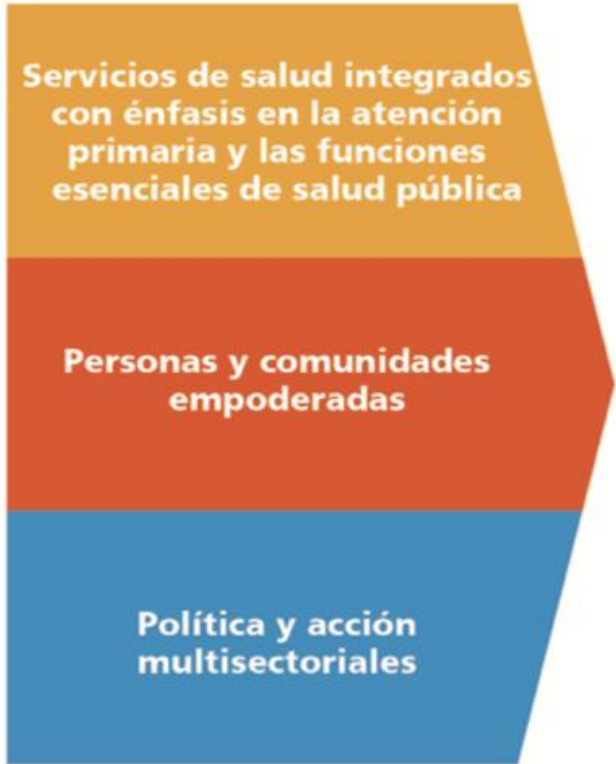 Servicios de salud integrados
con énfasis en la atención
primaria y las funciones
esenciales de salud pública
Personas y comunidades
empoderadas
Política y acción
multisectoriales